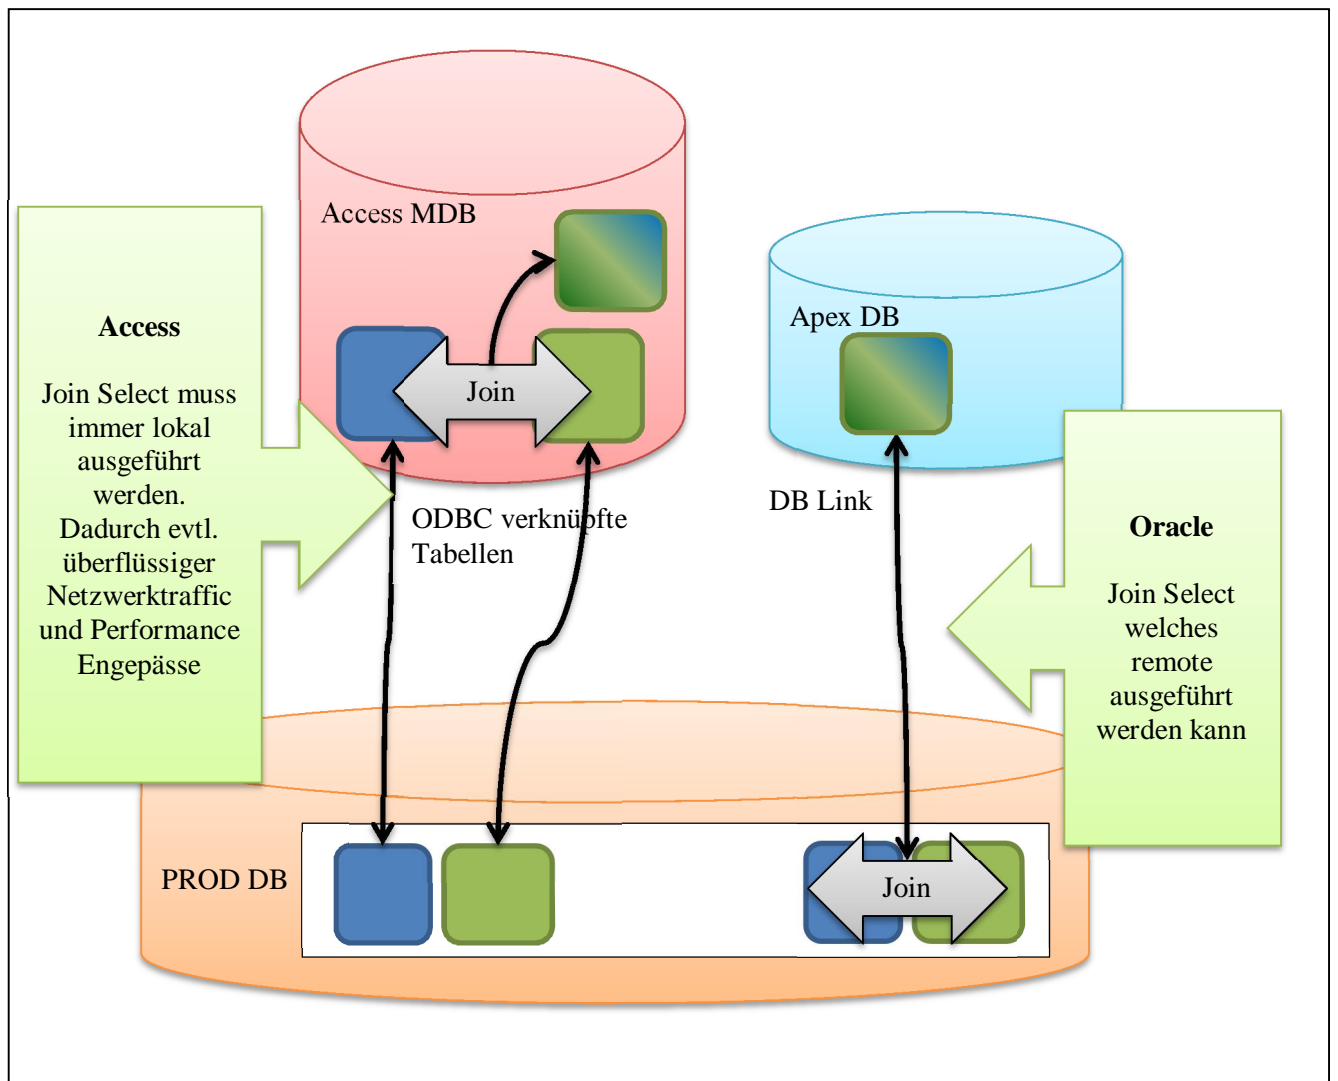 Access MDB
Apex DB
Access
Join Select muss
immer lokal
ausgeführt
werden.
Dadurch evtl.
überflüssiger
Netzwerktraffic
und Performance
Engepässe
Join
ODBC verknüpfte
Tabellen
DB Link
Oracle
Join Select
welches
remote
ausgeführt
werden kann
PROD DB
Join